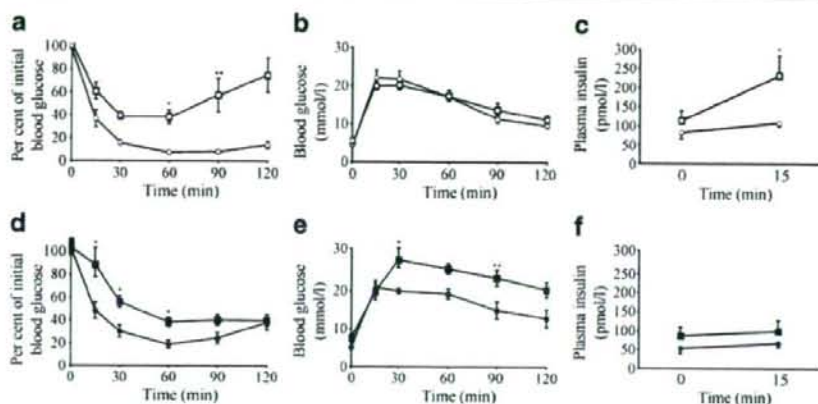 a
b
c
Per cent of initial
blood glucose
100
80
60
40
20
0
0 30 60 90 120
Time (min)
* **
Blood glucose
(mmol/l)
30
20
10
0
0 30 60 90 120
Time (min)
Plasma insulin
(pmol/l)
300
250
200
150
100
50
0
0 15
Time (min)
*
d
e
f
Per cent of initial
blood glucose
100
80
60
40
20
0
0 30 60 90 120
Time (min)
* * *
Blood glucose
(mmol/l)
30
20
10
0
0 30 60 90 120
Time (min)
* **
Plasma insulin
(pmol/l)
300
250
200
150
100
50
0
0 15
Time (min)